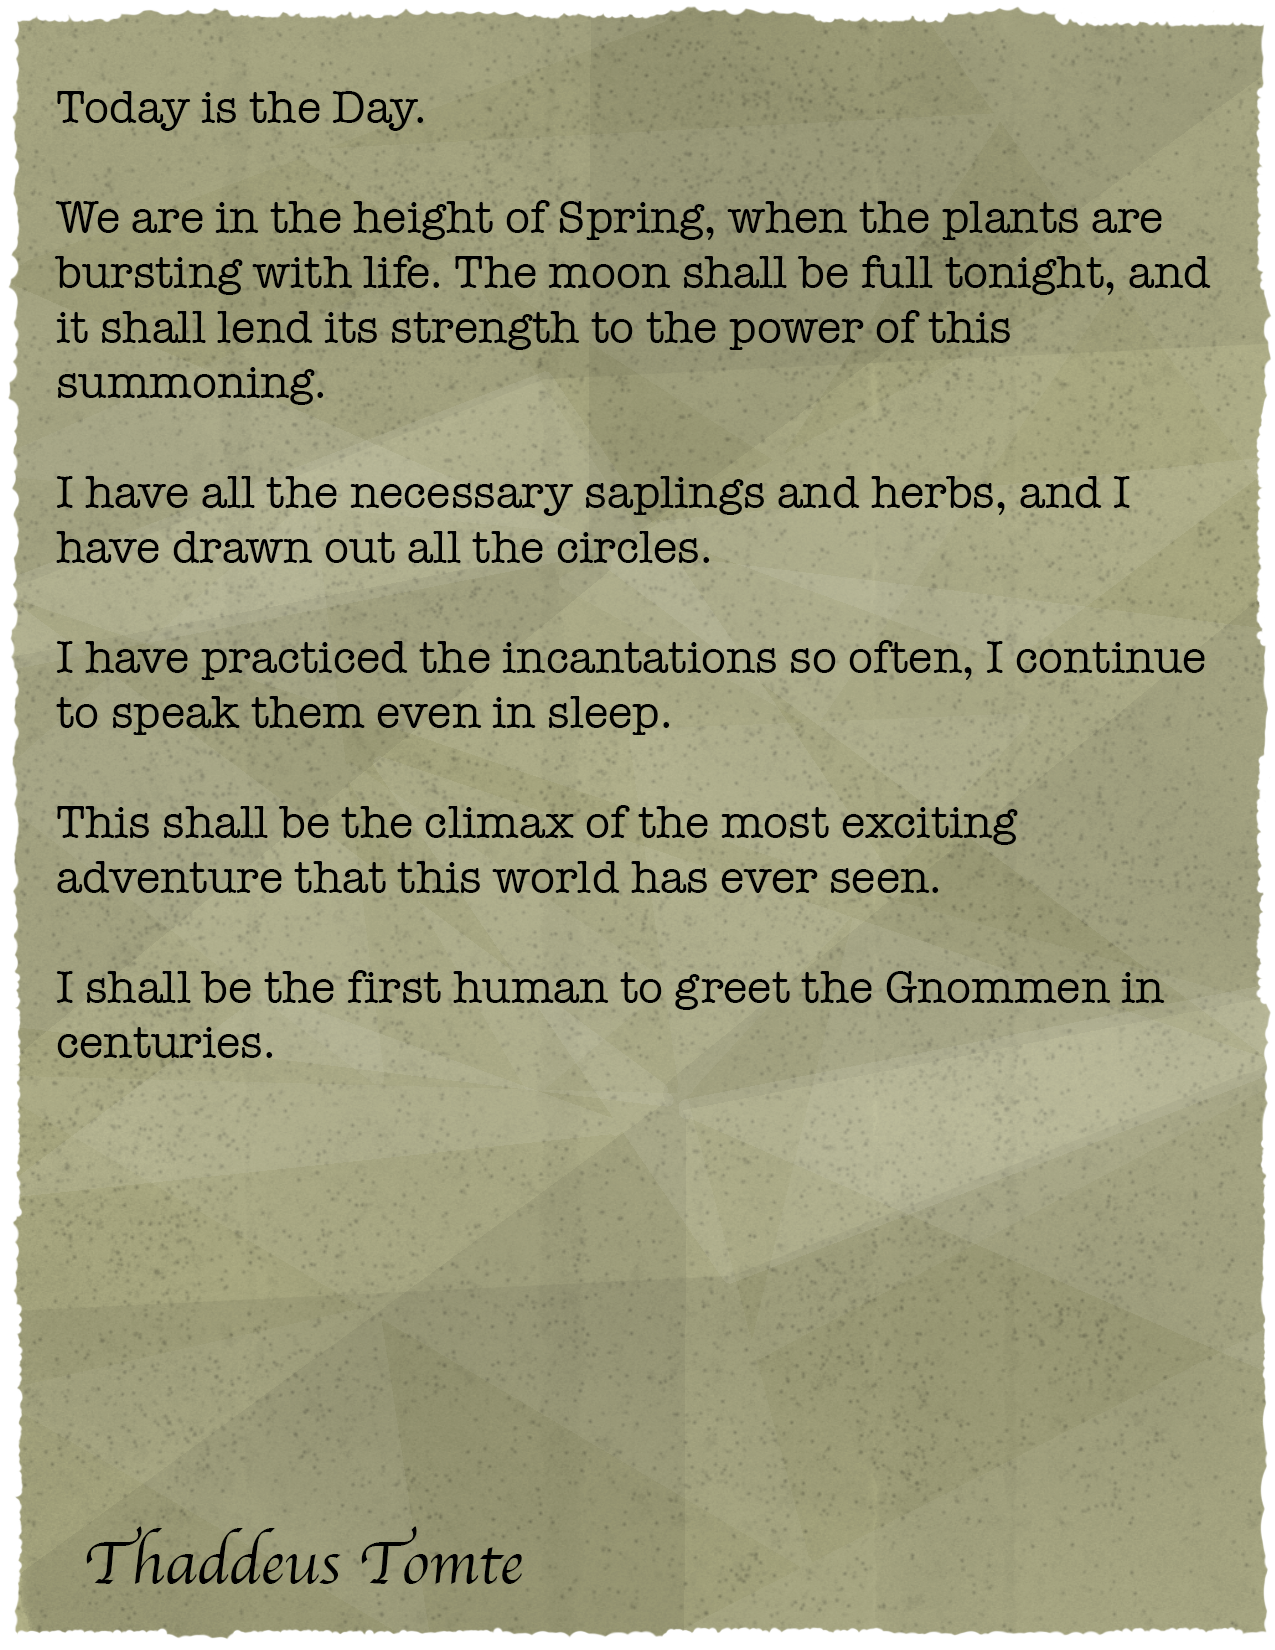 Today is the Day.
We are in the height of Spring, when the plants are
bursting with life. The moon shall be full tonight, and
it shall lend its strength to the power of this
summoning.
I have all the necessary saplings and herbs, and I
have drawn out all the circles.
I have practiced the incantations so often, I continue
to speak them even in sleep.
This shall be the climax of the most exciting
adventure that this world has ever seen.
I shall be the first human to greet the Gnommen in
centuries.
Thaddeus Tomte